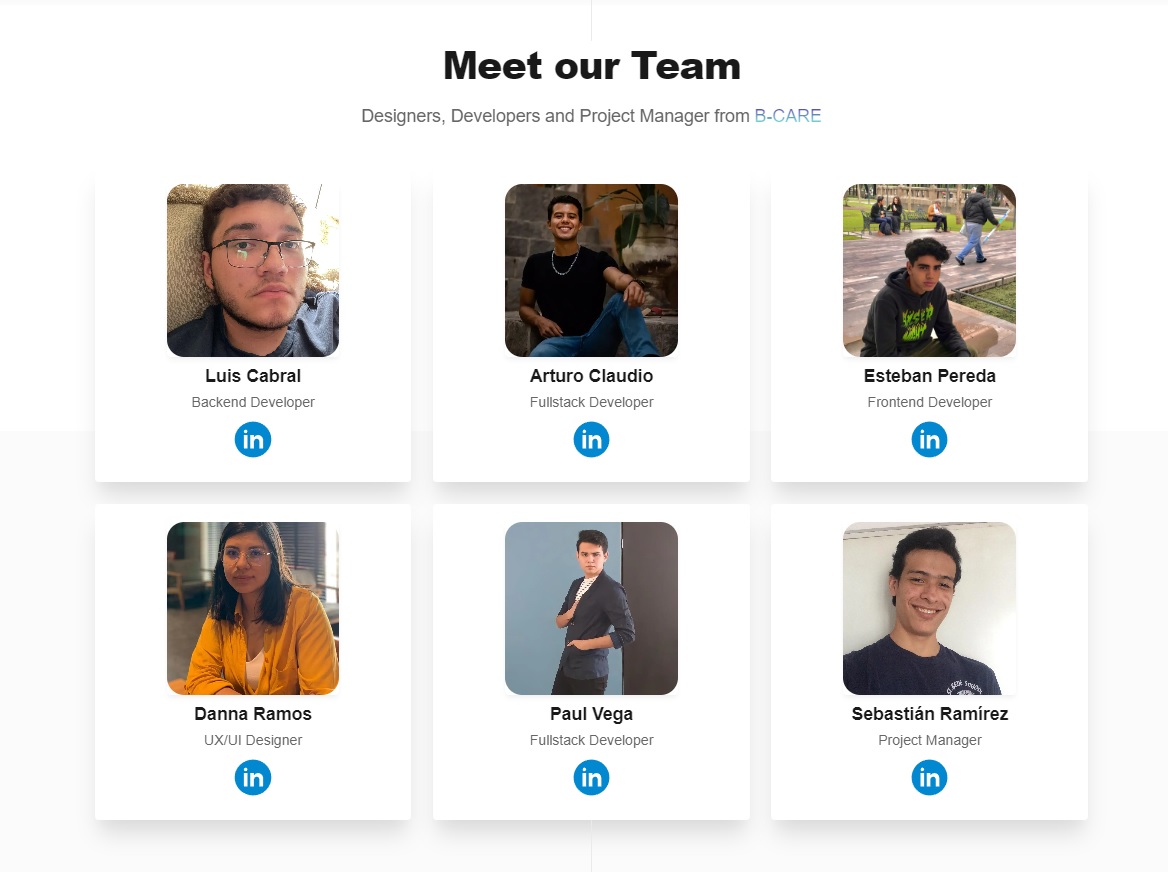 Meet our Team
Designers, Developers and Project Manager from B-CARE
Luis Cabral
Backend Developer
in
Arturo Claudio
Fullstack Developer
in
Esteban Pereda
Frontend Developer
in
Danna Ramos
UX/UI Designer
in
Paul Vega
Fullstack Developer
in
Sebastián Ramírez
Project Manager
in